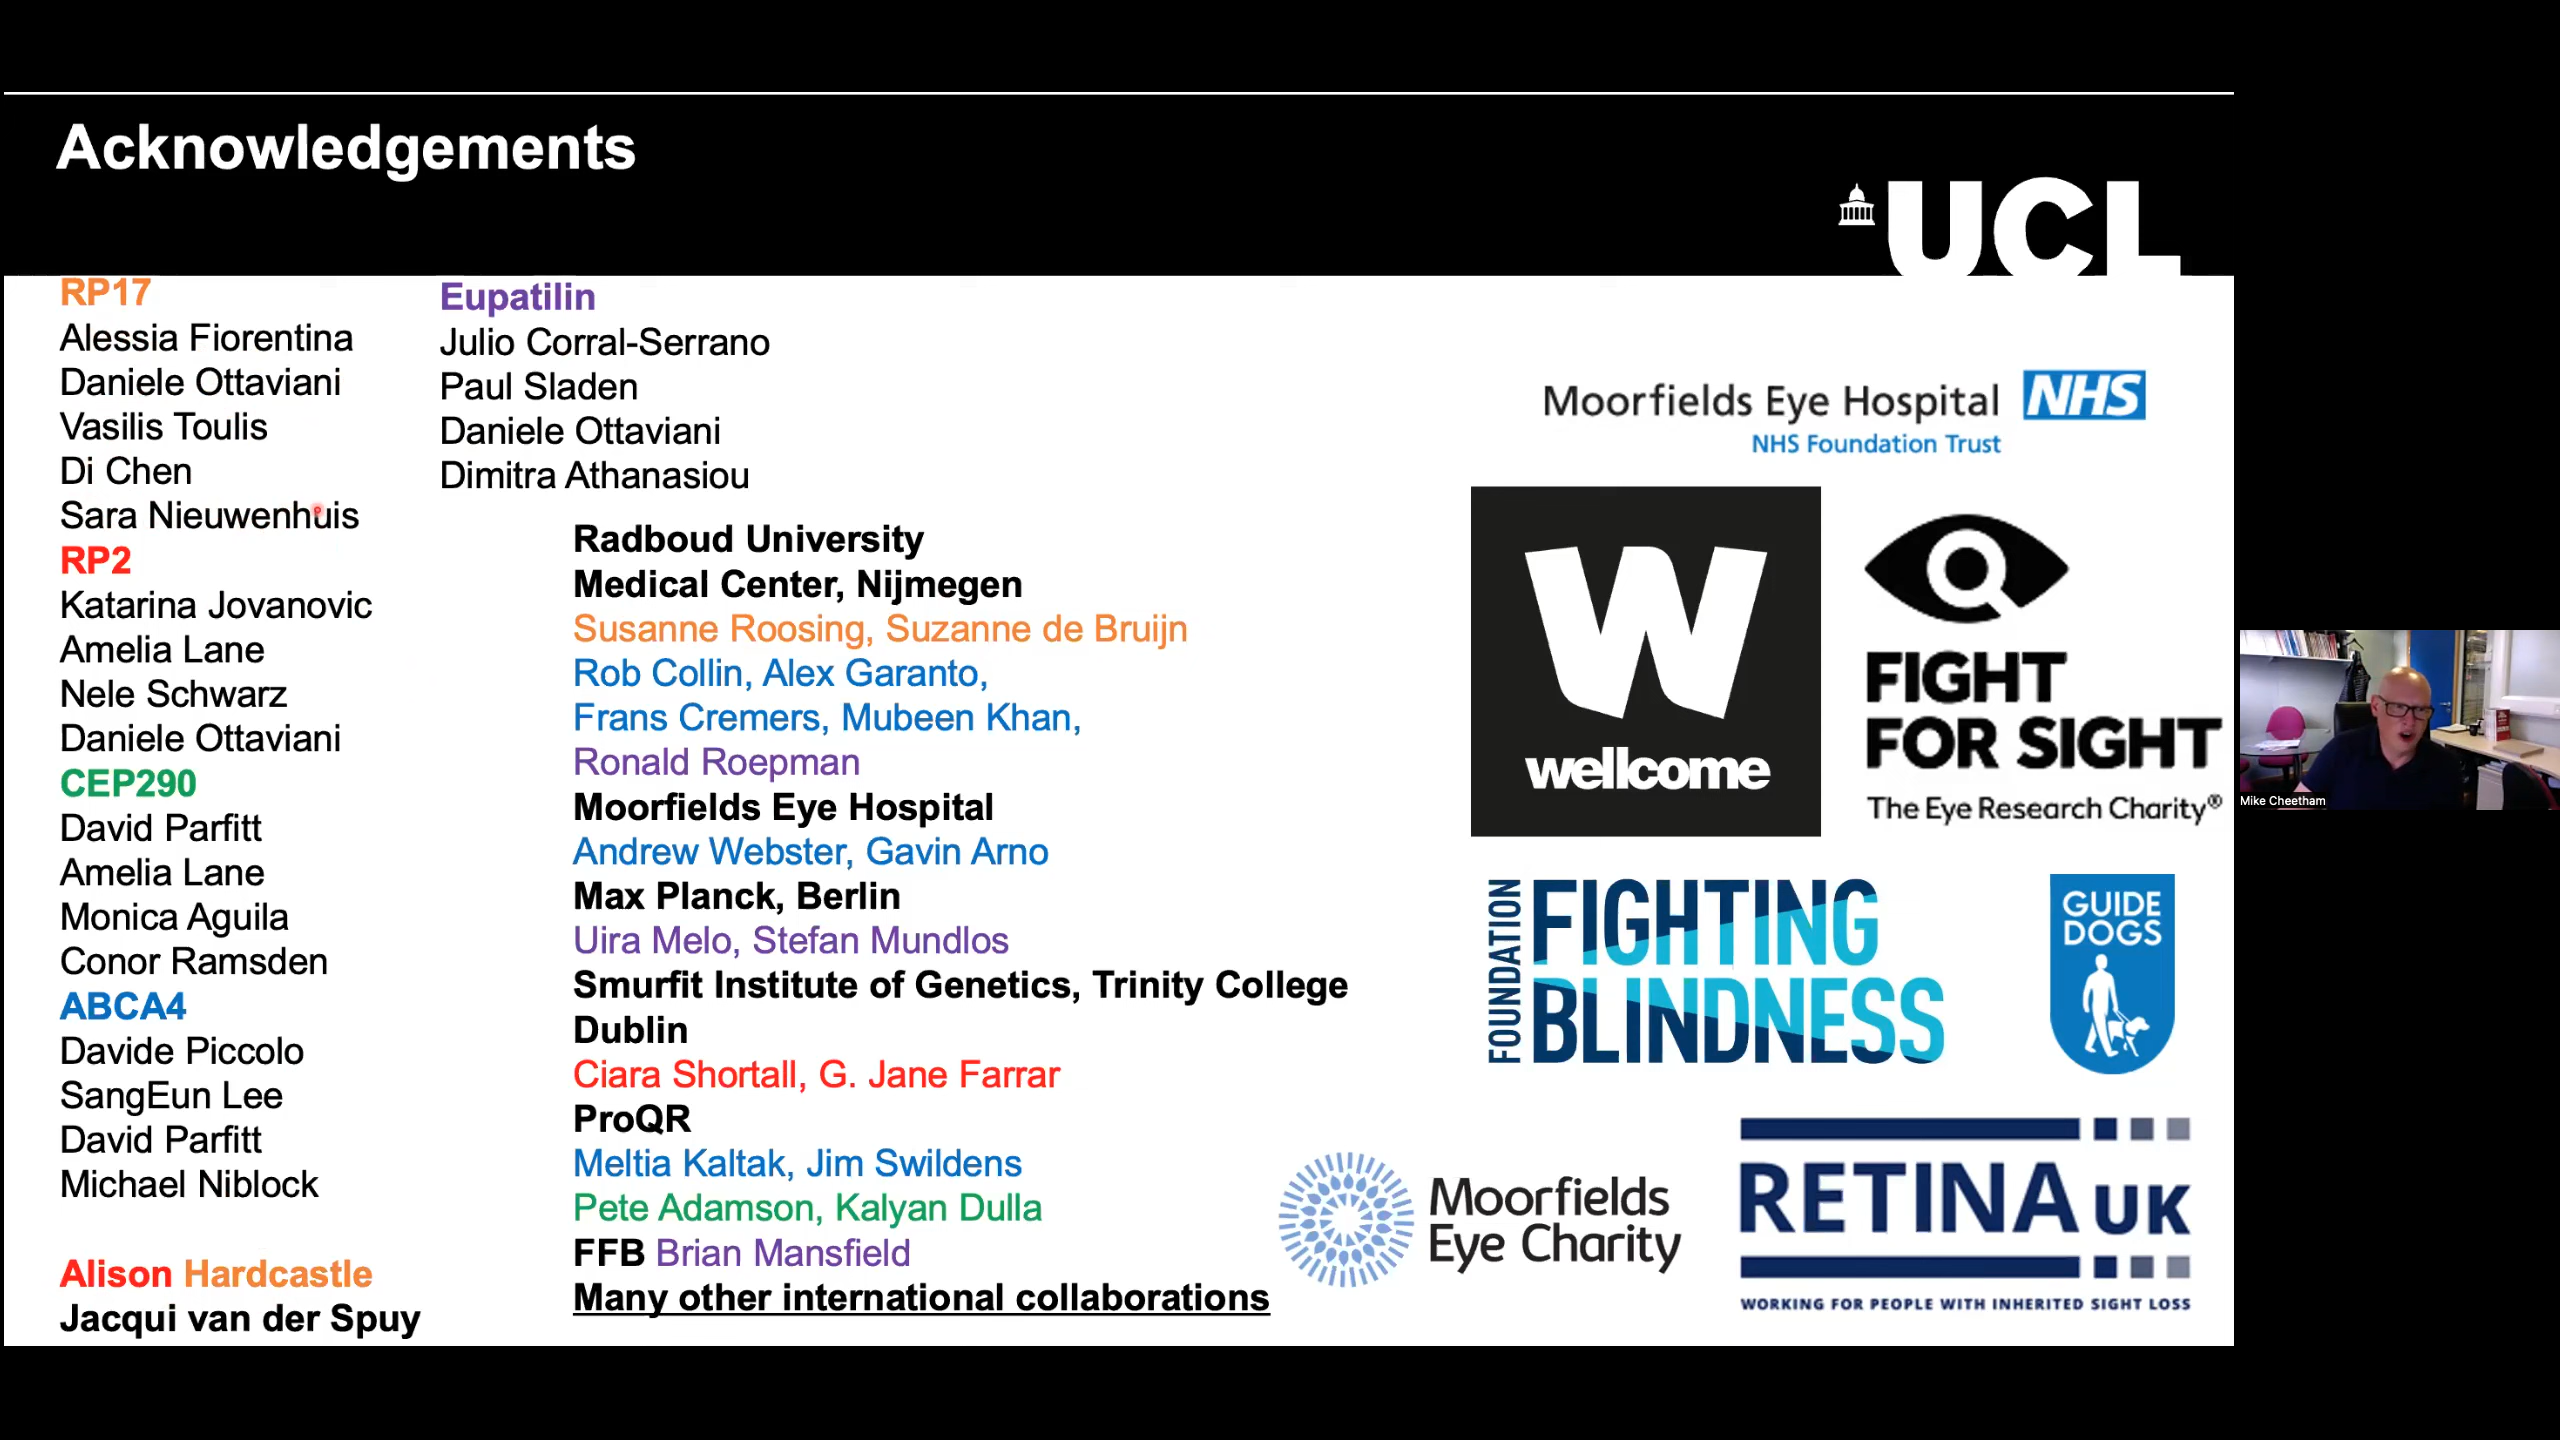 Acknowledgements
UCL
RP17
Alessia Fiorentina
Daniele Ottaviani
Vasilis Toulis
Di Chen
Sara Nieuwenhuis
RP2
Katarina Jovanovic
Amelia Lane
Nele Schwarz
Daniele Ottaviani
CEP290
David Parfitt
Amelia Lane
Monica Aguila
Conor Ramsden
ABCA4
Davide Piccolo
SangEun Lee
David Parfitt
Michael Niblock
Alison Hardcastle
Jacqui van der Spuy
Eupatilin
Julio Corral-Serrano
Paul Sladen
Daniele Ottaviani
Dimitra Athanasiou
Radboud University
Medical Center, Nijmegen
Susanne Roosing, Suzanne de Bruijn
Rob Collin, Alex Garanto,
Frans Cremers, Mubeen Khan,
Ronald Roepman
Moorfields Eye Hospital
Andrew Webster, Gavin Arno
Max Planck, Berlin
Uira Melo, Stefan Mundlos
Smurfit Institute of Genetics, Trinity College
Dublin
Ciara Shortall, G. Jane Farrar
ProQR
Meltia Kaltak, Jim Swildens
Pete Adamson, Kalyan Dulla
FFB Brian Mansfield
Many other international collaborations
Moorfields Eye Hospital NHS
NHS Foundation Trust
W
wellcome
FIGHT
FOR SIGHT
The Eye Research Charity®
FOUNDATION
FIGHTING
BLINDNESS
GUIDE
DOGS
Moorfields
Eye Charity
RETINA UK
WORKING FOR PEOPLE WITH INHERITED SIGHT LOSS
Mike Cheetham